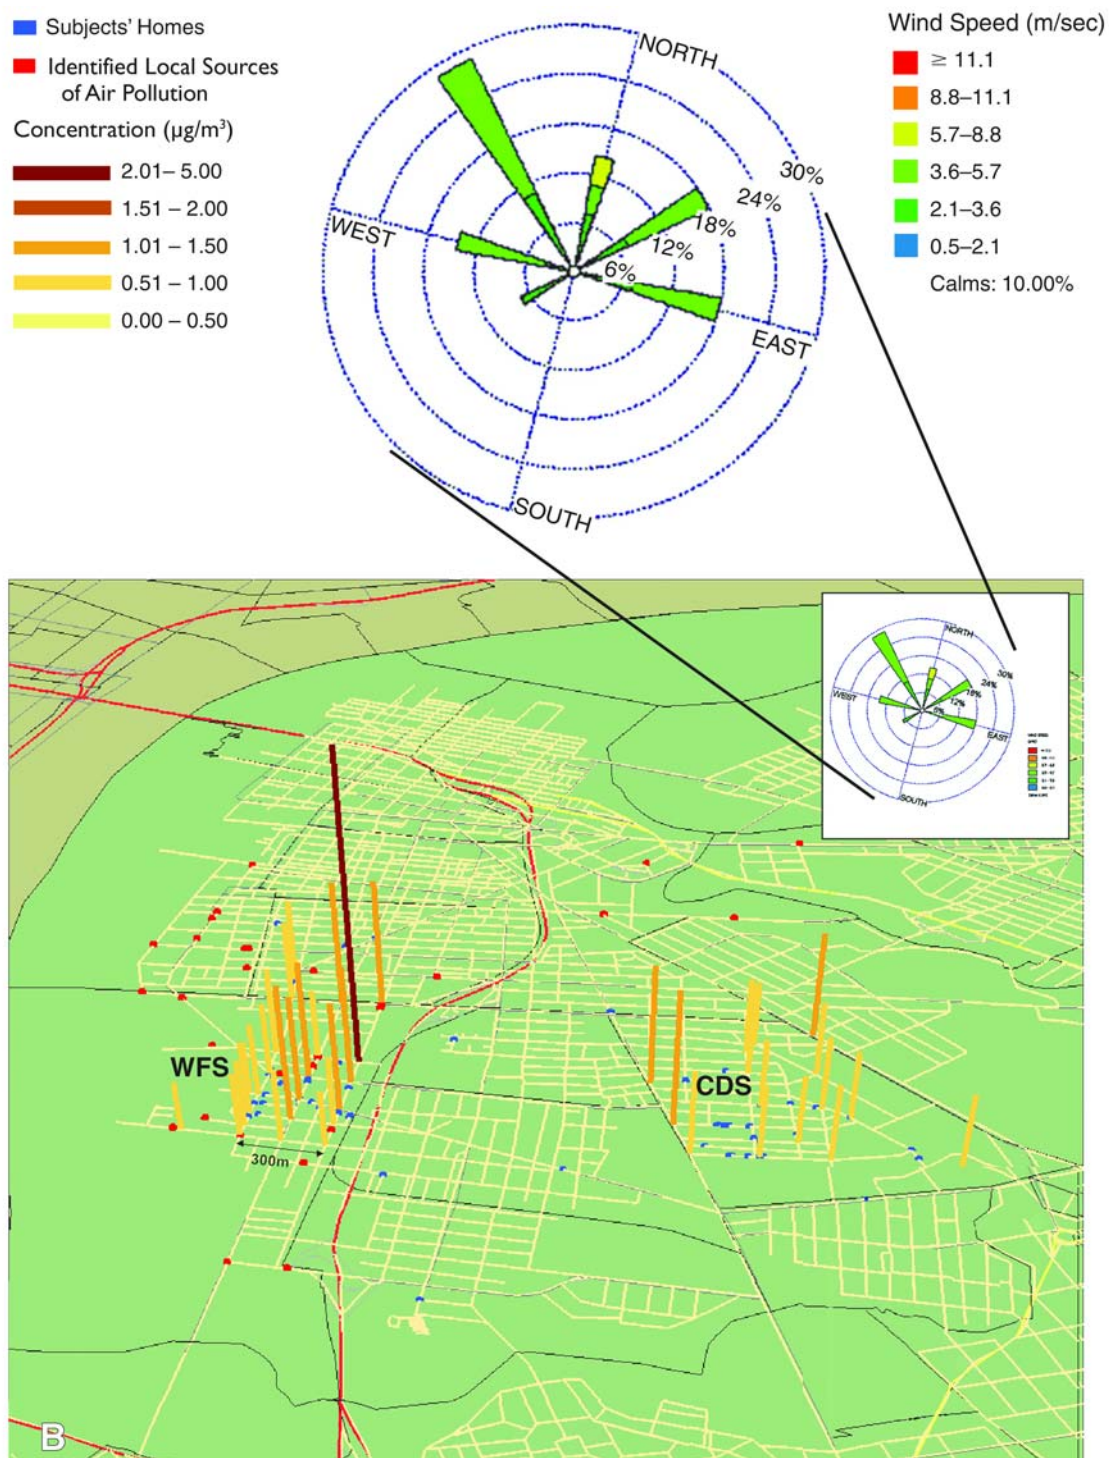 Subjects' Homes
Identified Local Sources
of Air Pollution
Concentration (µg/m³)
2.01– 5.00
1.51 – 2.00
1.01 – 1.50
0.51 – 1.00
0.00 – 0.50
NORTH
WEST
EAST
SOUTH
30%
24%
18%
12%
6%
Wind Speed (m/sec)
≥ 11.1
8.8–11.1
5.7–8.8
3.6–5.7
2.1–3.6
0.5–2.1
Calms: 10.00%
NORTH
WEST
EAST
SOUTH
30%
24%
18%
12%
6%
WFS
CDS
300m
B